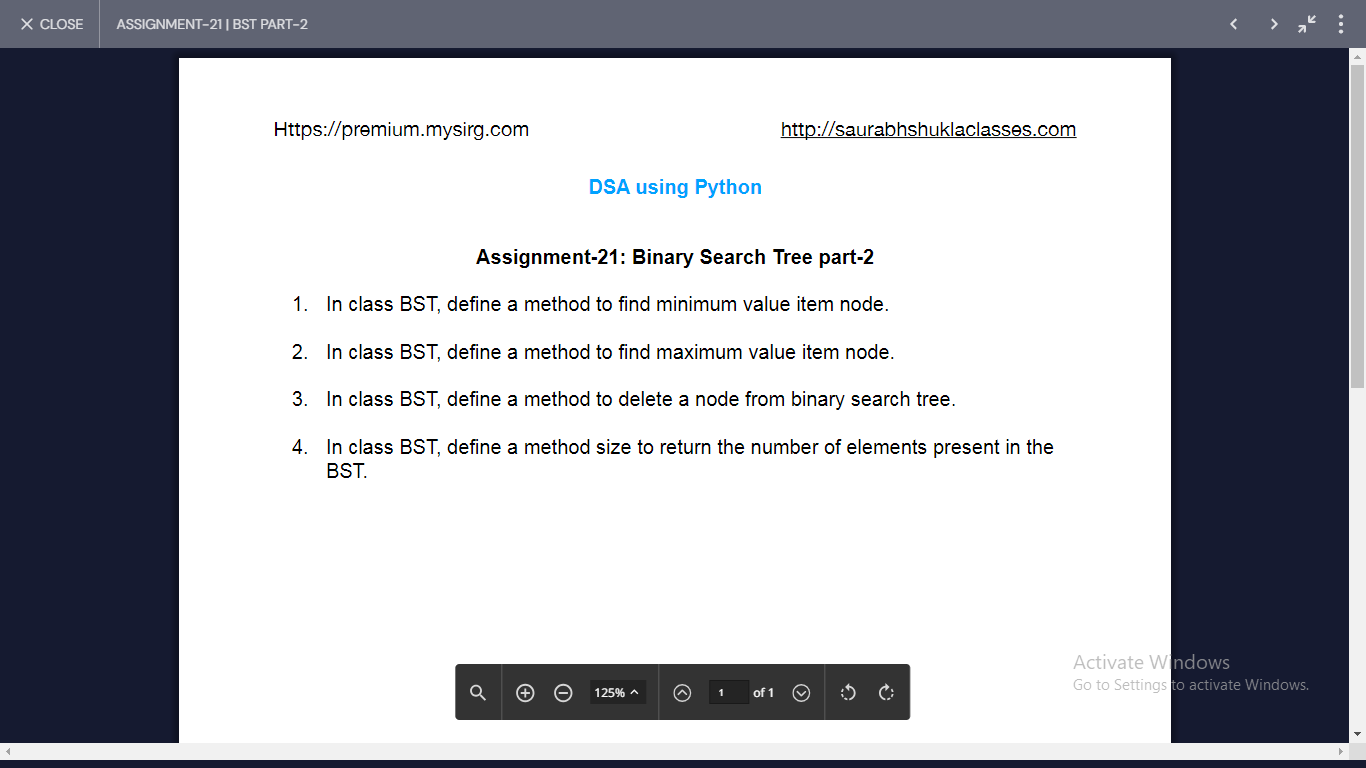 CLOSE
ASSIGNMENT-21 | BST PART-2
Https://premium.mysirg.com
http://saurabhshuklaclasses.com
DSA using Python
Assignment-21: Binary Search Tree part-2
1. In class BST, define a method to find minimum value item node.
2. In class BST, define a method to find maximum value item node.
3. In class BST, define a method to delete a node from binary search tree.
4. In class BST, define a method size to return the number of elements present in the
BST.
Activate Windows
Go to Settings to activate Windows.
125%
1 of 1